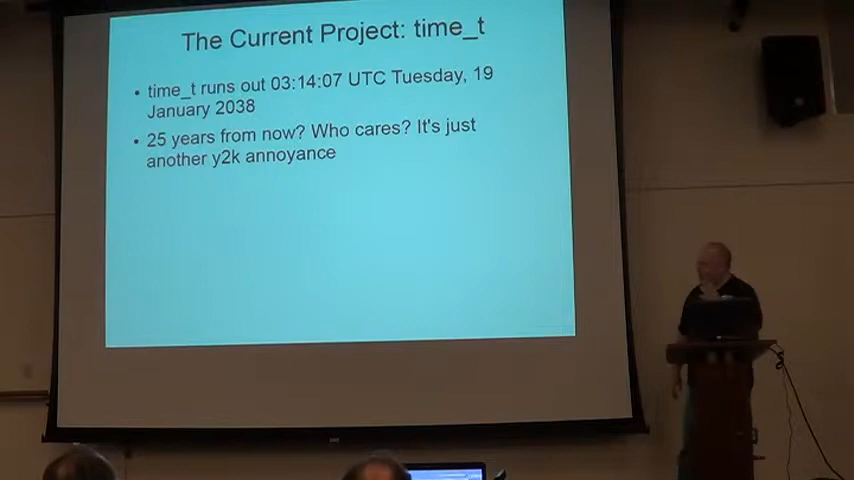 The Current Project: time_t
• time_t runs out 03:14:07 UTC Tuesday, 19
January 2038
• 25 years from now? Who cares? It's just
another y2k annoyance